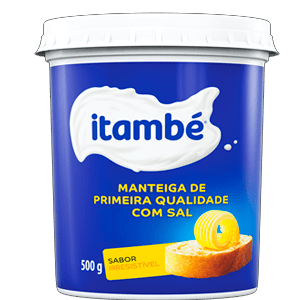 itambé
MANTEIGA DE
PRIMEIRA QUALIDADE
COM SAL
500 g
SABOR
IRRESISTÍVEL